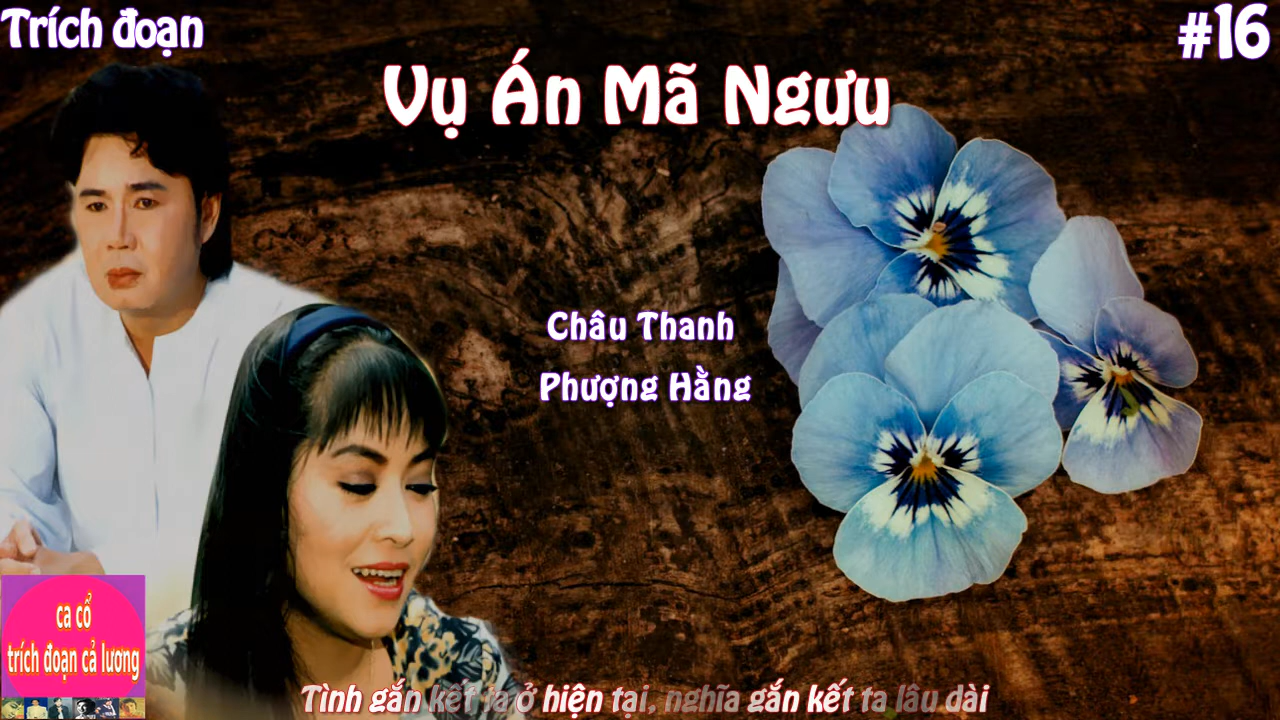 Trích đoạn
#16
Vụ Án Mã Ngưu
Châu Thanh
Phượng Hằng
ca cổ
trích đoạn cả lương
Tình gắn kết ta ở hiện tại, nghĩa gắn kết ta lâu dài